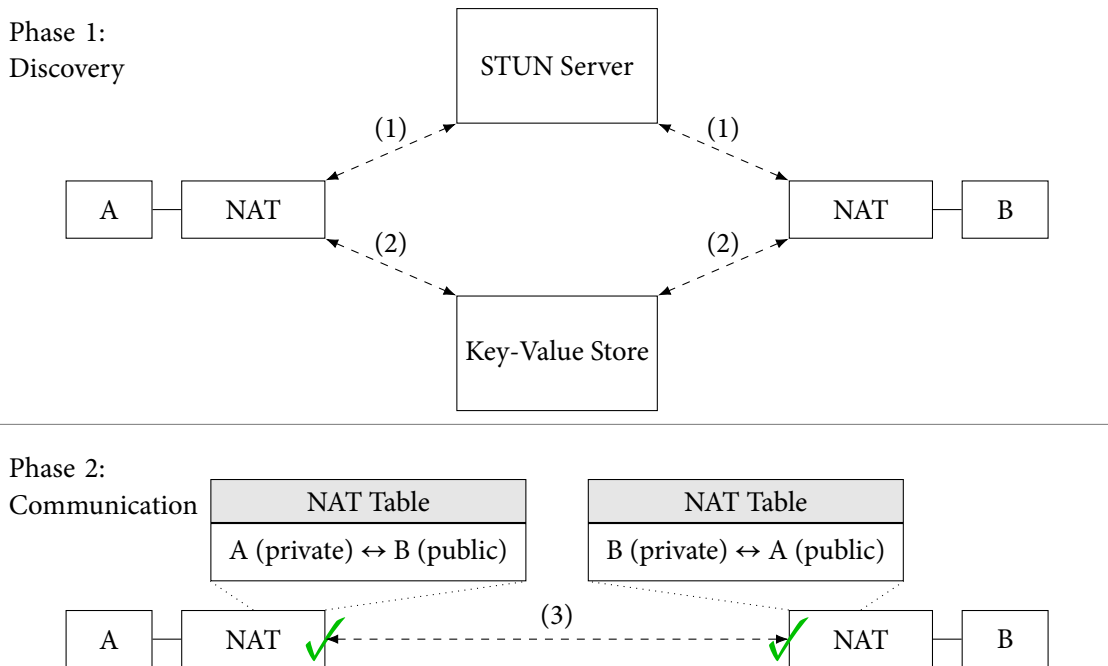 Phase 1:
Discovery
STUN Server
(1)
(1)
A
NAT
NAT
B
(2)
(2)
Key-Value Store
Phase 2:
Communication
NAT Table
A (private) ↔ B (public)
NAT Table
B (private) ↔ A (public)
A
NAT
(3)
NAT
B